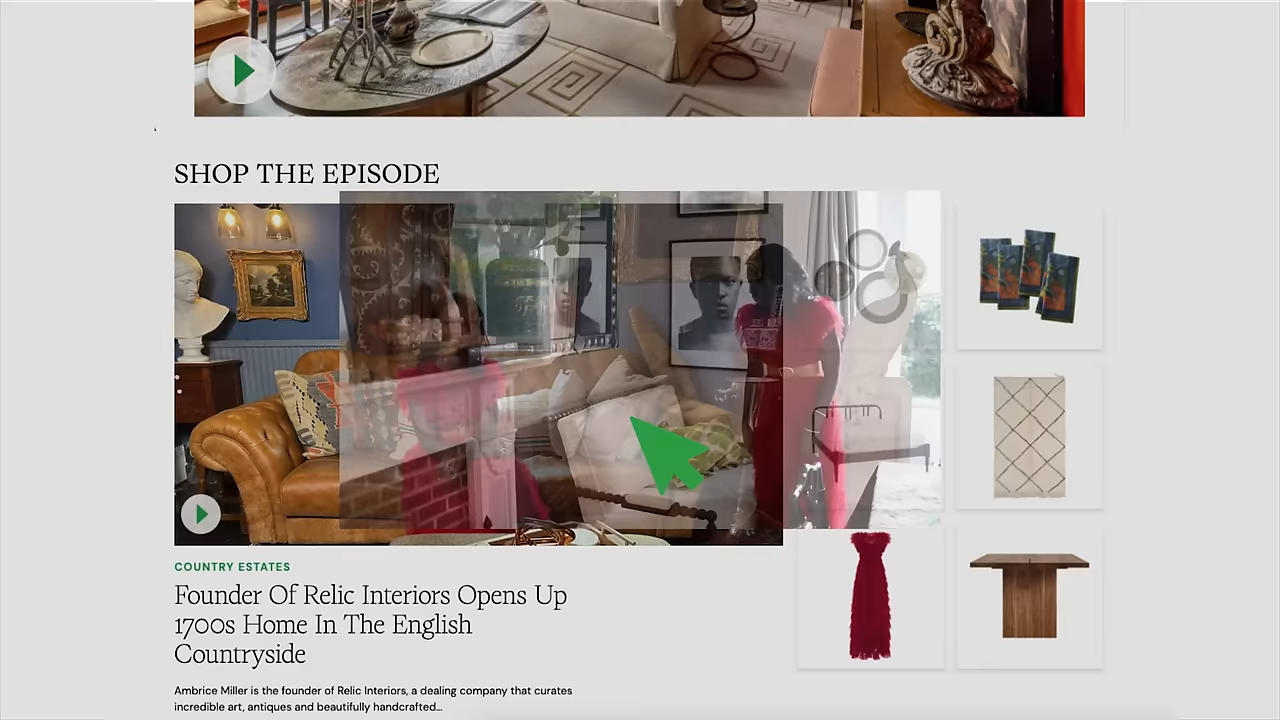 SHOP THE EPISODE
COUNTRY ESTATES
Founder Of Relic Interiors Opens Up
1700s Home In The English
Countryside
Ambrice Miller is the founder of Relic Interiors, a dealing company that curates
incredible art, antiques and beautifully handcrafted...